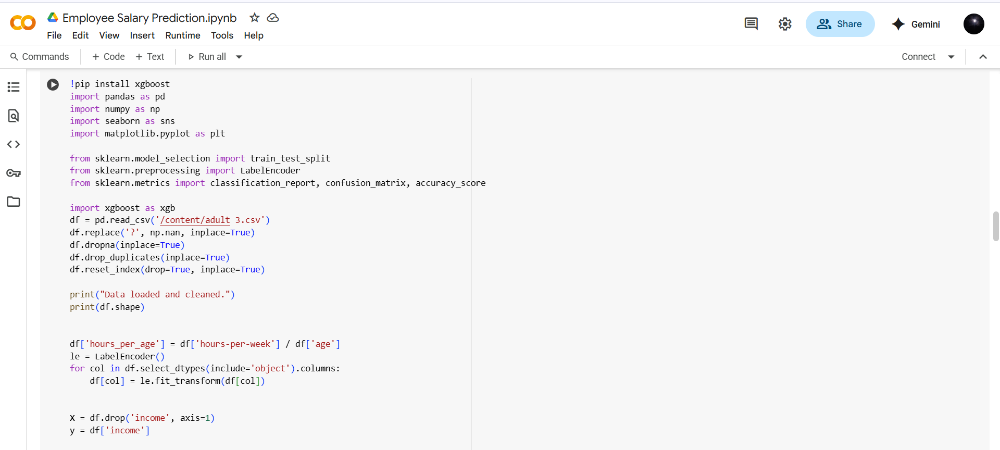 Employee Salary Prediction.ipynb
File Edit View Insert Runtime Tools Help
Share
Gemini
Commands + Code + Text Run all
Connect
!pip install xgboost
import pandas as pd
import numpy as np
import seaborn as sns
import matplotlib.pyplot as plt
from sklearn.model_selection import train_test_split
from sklearn.preprocessing import LabelEncoder
from sklearn.metrics import classification_report, confusion_matrix, accuracy_score
import xgboost as xgb
df = pd.read_csv('/content/adult 3.csv')
df.replace('?', np.nan, inplace=True)
df.dropna(inplace=True)
df.drop_duplicates(inplace=True)
df.reset_index(drop=True, inplace=True)
print("Data loaded and cleaned.")
print(df.shape)
df['hours_per_age'] = df['hours-per-week'] / df['age']
le = LabelEncoder()
for col in df.select_dtypes(include='object').columns:
    df[col] = le.fit_transform(df[col])
X = df.drop('income', axis=1)
y = df['income']